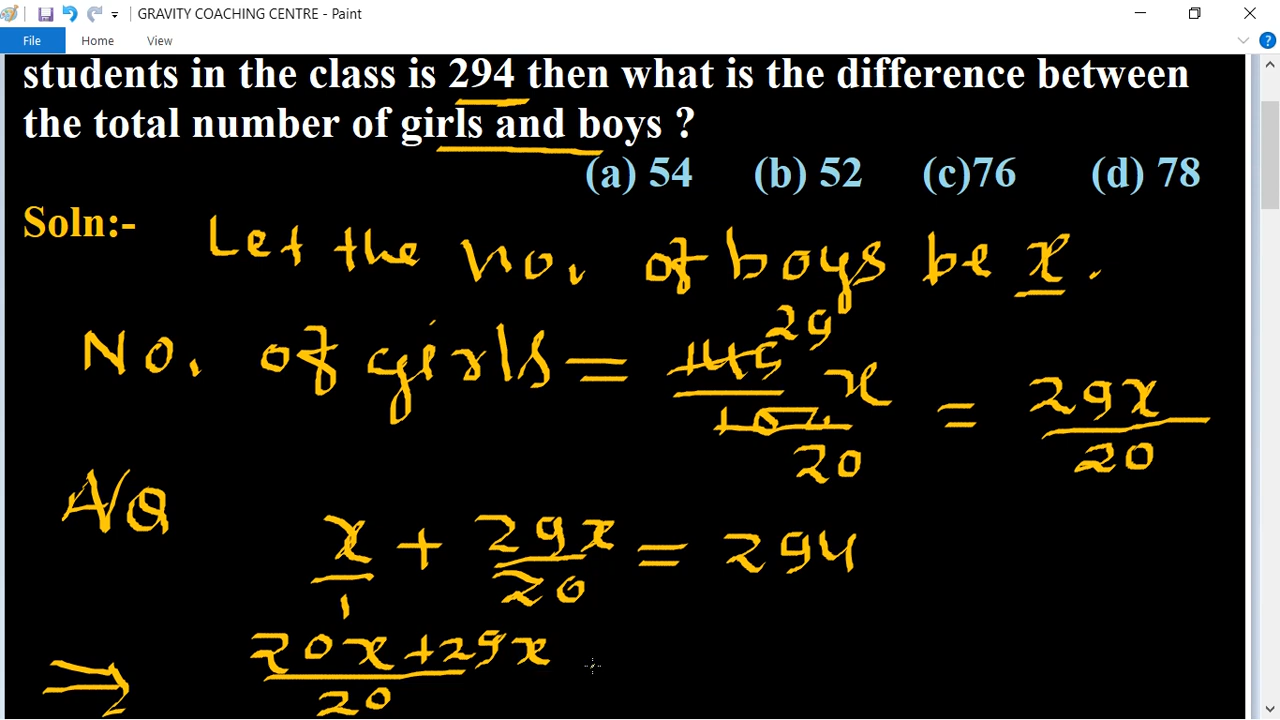 GRAVITY COACHING CENTRE - Paint
File Home View
students in the class is 294 then what is the difference between
the total number of girls and boys ?
(a) 54 (b) 52 (c)76 (d) 78
Soln:- Let the no. of boys be x.
No. of girls = 145/100 29/20 x = 29x/20
A/Q
x/1 + 29x/20 = 294
⇒ 20x+29x/20